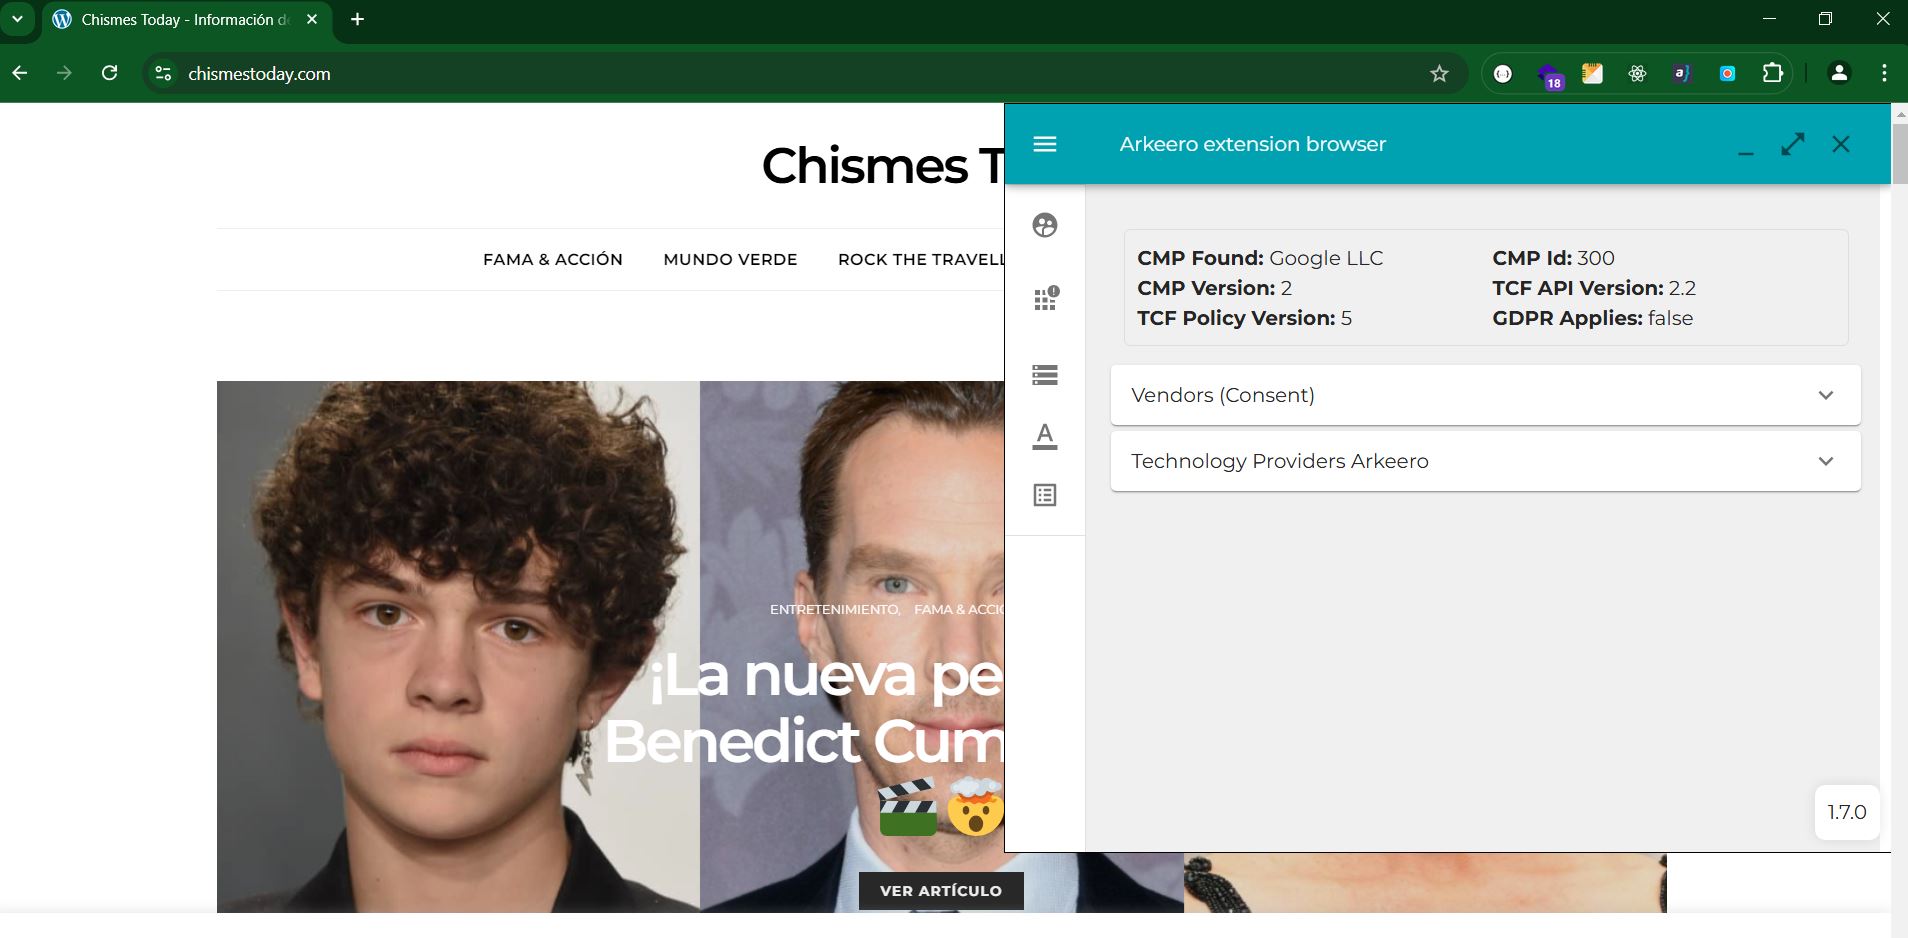 Chismes Today - Información de
chismestoday.com
18
a}
Chismes T
FAMA & ACCIÓN MUNDO VERDE ROCK THE TRAVELL
ENTRETENIMIENTO, FAMA & ACCIÓ
¡La nueva pe
Benedict Cum
VER ARTÍCULO
Arkeero extension browser
CMP Found: Google LLC CMP Id: 300
CMP Version: 2 TCF API Version: 2.2
TCF Policy Version: 5 GDPR Applies: false
Vendors (Consent)
Technology Providers Arkeero
1.7.0